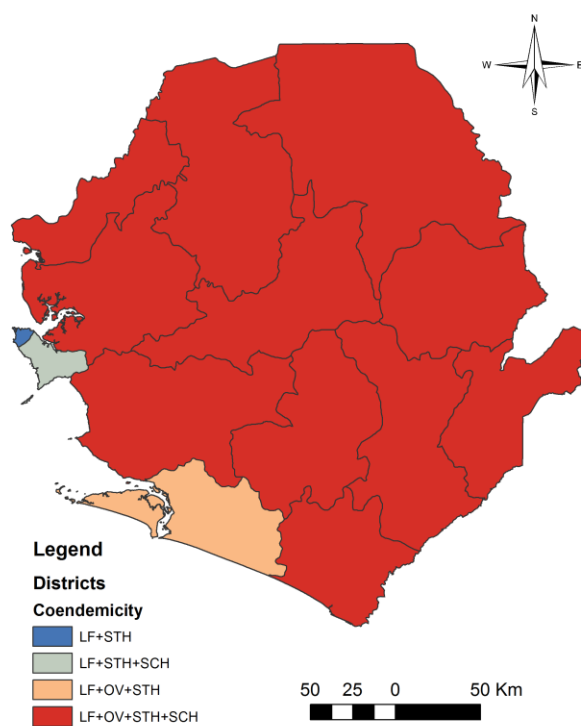 N
W E
S
Legend
Districts
Coendemicity
LF+STH
LF+STH+SCH
LF+OV+STH
LF+OV+STH+SCH
50 25 0 50 Km